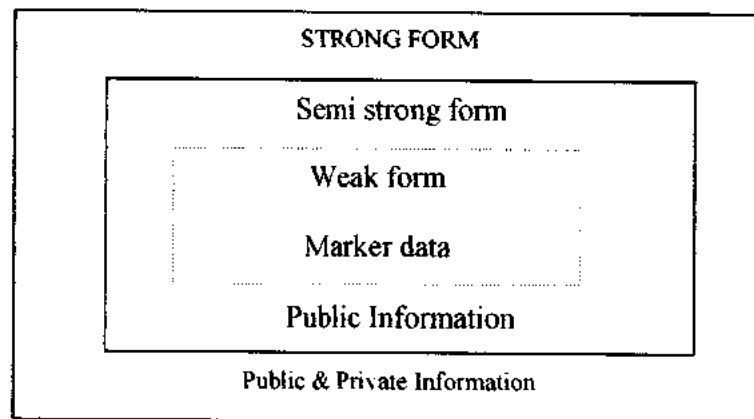 STRONG FORM
Semi strong form
Weak form
Marker data
Public Information
Public & Private Information